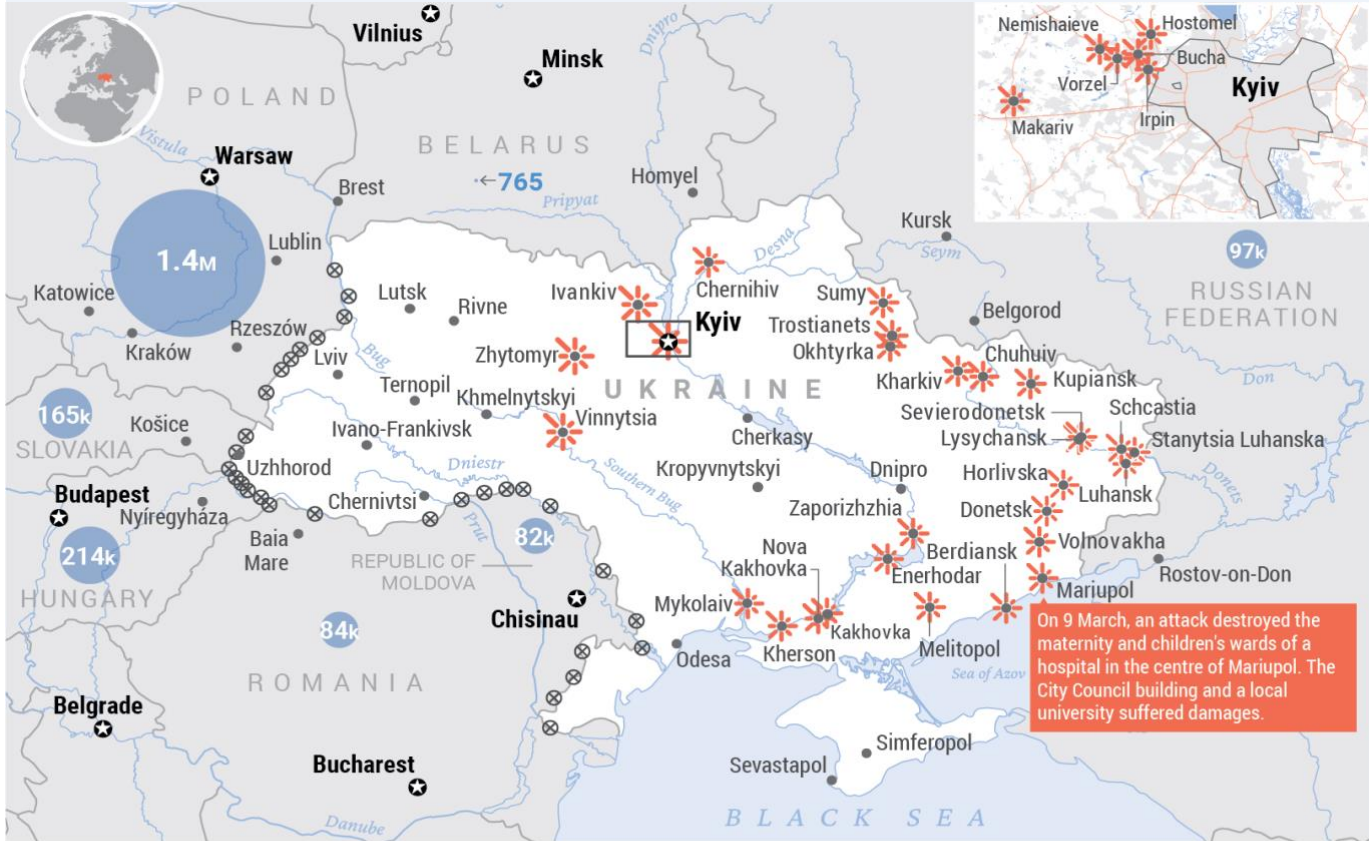 Vilnius
Minsk
Dnipro
POLAND
Vistula
Warsaw
BELARUS
←765
Pripyat
Brest
Homyel
Desna
Kursk
Seym
Nemishaieve
Hostomel
Bucha
Vorzel
Kyiv
Makariv
Irpin
97k
RUSSIAN
FEDERATION
1.4M
Lublin
Katowice
Kraków
Rzeszów
Lutsk
Rivne
Ivankiv
Chernihiv
Sumy
Kyiv
Trostianets
Okhtyrka
Belgorod
Don
Lviv
Bug
Zhytomyr
UKRAINE
Kharkiv
Chuhuiv
Kupiansk
Ternopil
Khmelnytskyi
Vinnytsia
Sevierodonetsk
Schcastia
165k
SLOVAKIA
Košice
Ivano-Frankivsk
Cherkasy
Lysychansk
Stanytsia Luhanska
Uzhhorod
Dniestr
Southern Bug
Kropyvnytskyi
Dnipro
Horlivska
Donets
Luhansk
Budapest
Nyíregyháza
Chernivtsi
Zaporizhzhia
Donetsk
214k
HUNGARY
Baia
Mare
Prut
82k
REPUBLIC OF
MOLDOVA
Nova
Kakhovka
Berdiansk
Volnovakha
Enerhodar
Rostov-on-Don
Chisinau
Mykolaiv
Mariupol
84k
ROMANIA
Odesa
Kherson
Kakhovka
Melitopol
Sea of Azov
On 9 March, an attack destroyed the
maternity and children's wards of a
hospital in the centre of Mariupol. The
City Council building and a local
university suffered damages.
Belgrade
Bucharest
Danube
Simferopol
Sevastapol
BLACK SEA